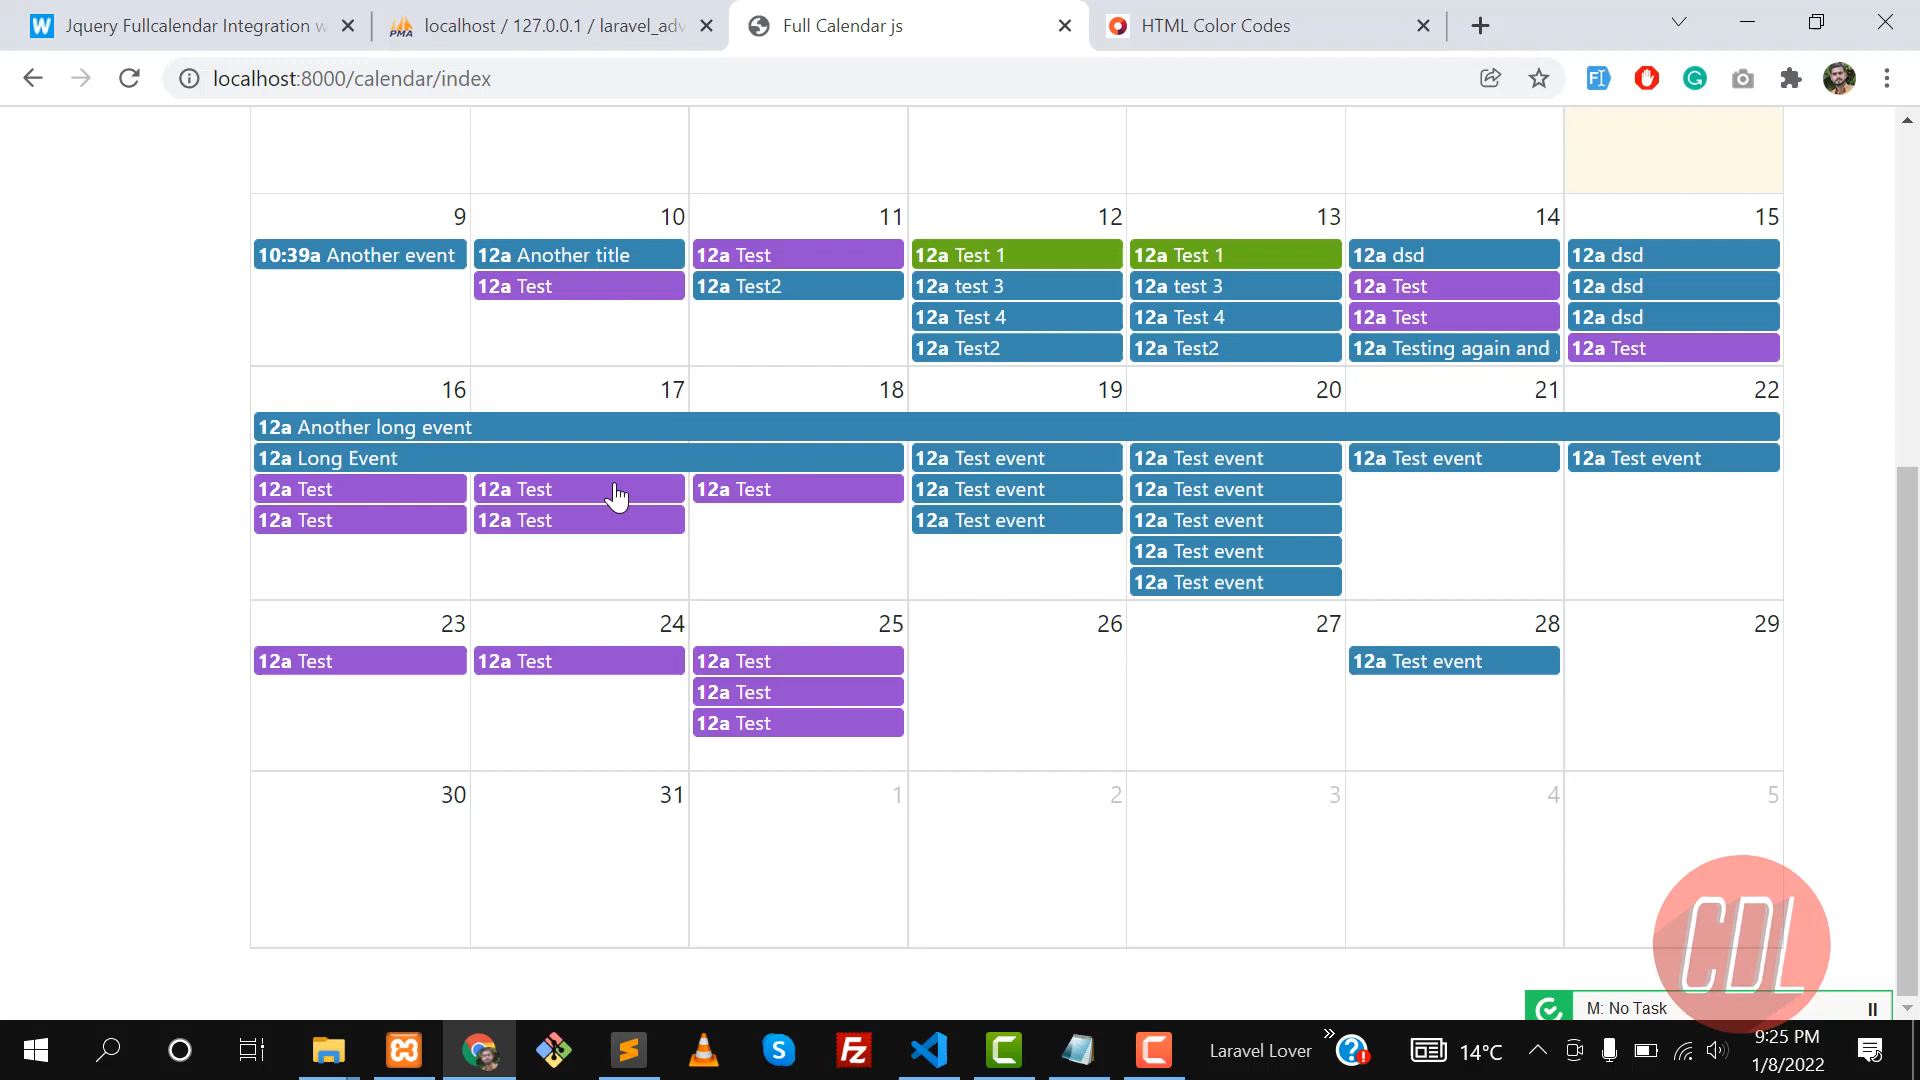 Jquery Fullcalendar Integration w
localhost / 127.0.0.1 / laravel_adv
Full Calendar js
HTML Color Codes
localhost:8000/calendar/index
9 10 11 12 13 14 15
10:39a Another event
12a Another title
12a Test
12a Test 1
12a Test 1
12a dsd
12a dsd
12a Test
12a Test2
12a test 3
12a test 3
12a Test
12a dsd
12a Test 4
12a Test 4
12a Test
12a dsd
12a Test2
12a Test2
12a Testing again and
12a Test
16 17 18 19 20 21 22
12a Another long event
12a Long Event
12a Test event
12a Test event
12a Test event
12a Test event
12a Test
12a Test
12a Test
12a Test event
12a Test event
12a Test
12a Test
12a Test event
12a Test event
12a Test event
12a Test event
23 24 25 26 27 28 29
12a Test
12a Test
12a Test
12a Test event
12a Test
12a Test
30 31 1 2 3 4 5
CDL
M: No Task
Laravel Lover
14°C
9:25 PM
1/8/2022